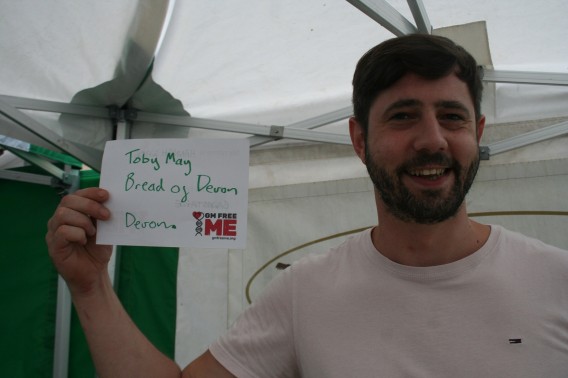 Toby May
Bread of Devon
Devon.
GM FREE
ME